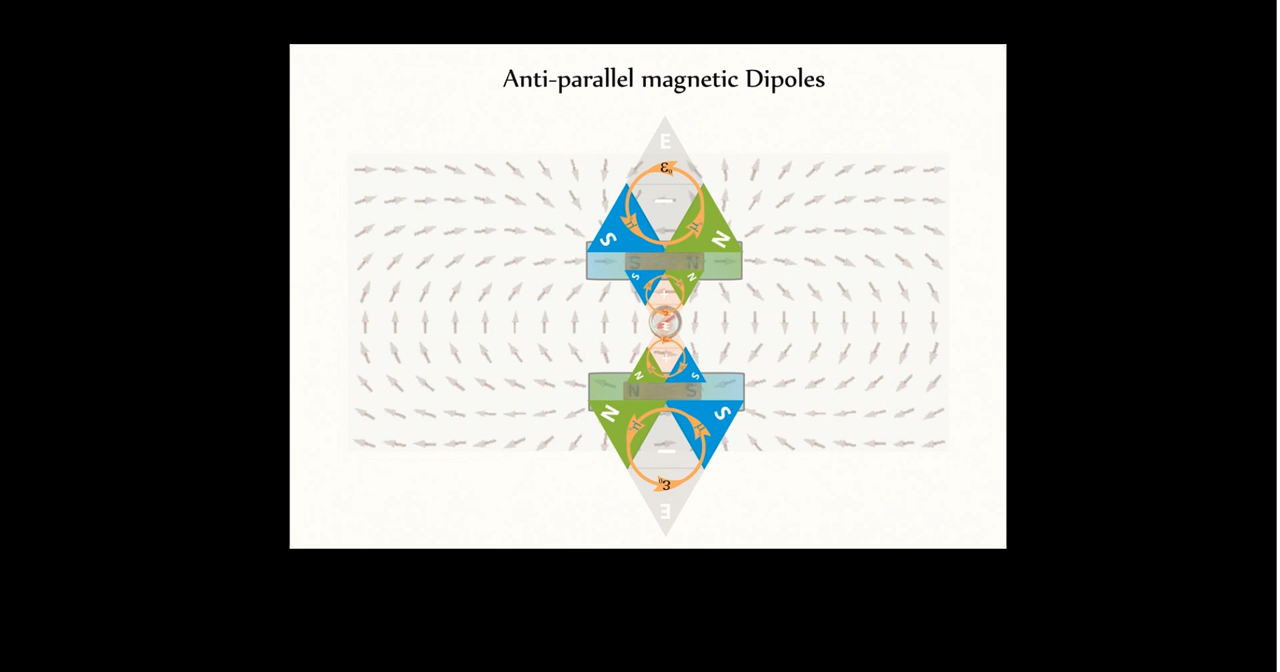 Anti-parallel magnetic Dipoles
E
ε₀
−
μ μ
S N
S N
S N
+
+
N S
N S
N S
μ μ
−
ε₀
E